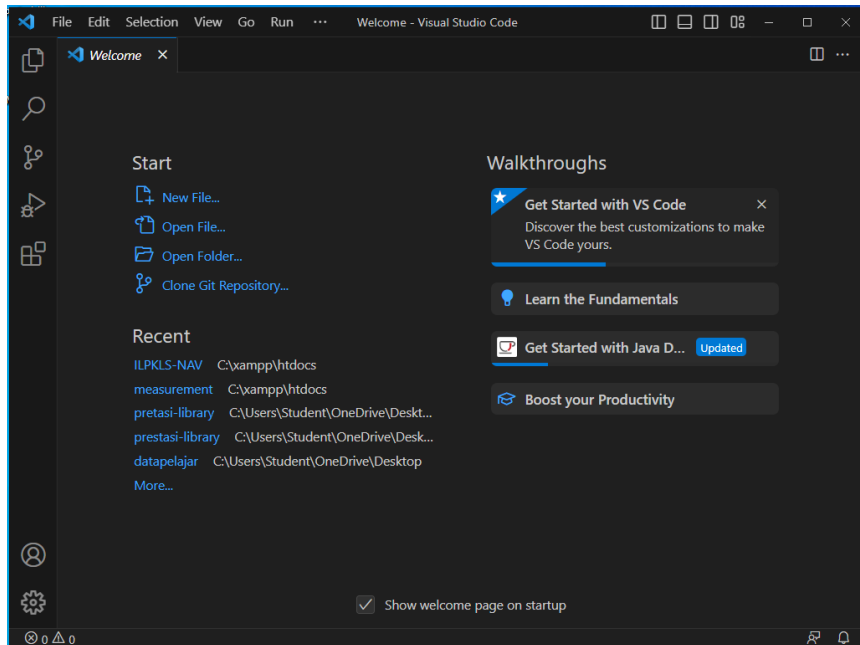 File Edit Selection View Go Run ··· Welcome - Visual Studio Code
Welcome
Start
New File...
Open File...
Open Folder...
Clone Git Repository...
Recent
ILPKLS-NAV C:\xampp\htdocs
measurement C:\xampp\htdocs
pretasi-library C:\Users\Student\OneDrive\Deskt...
prestasi-library C:\Users\Student\OneDrive\Desk...
datapelajar C:\Users\Student\OneDrive\Desktop
More...
Walkthroughs
Get Started with VS Code
Discover the best customizations to make
VS Code yours.
Learn the Fundamentals
Get Started with Java D... Updated
Boost your Productivity
Show welcome page on startup
0 0